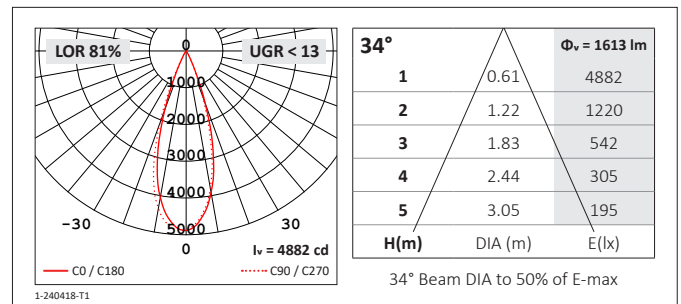 LOR 81%
UGR < 13
0
1000
2000
3000
4000
5000
-30
30
0
Iv = 4882 cd
C0 / C180
C90 / C270
1-240418-T1
34° Φv = 1613 lm
1 0.61 4882
2 1.22 1220
3 1.83 542
4 2.44 305
5 3.05 195
H(m) DIA (m) E(lx)
34° Beam DIA to 50% of E-max